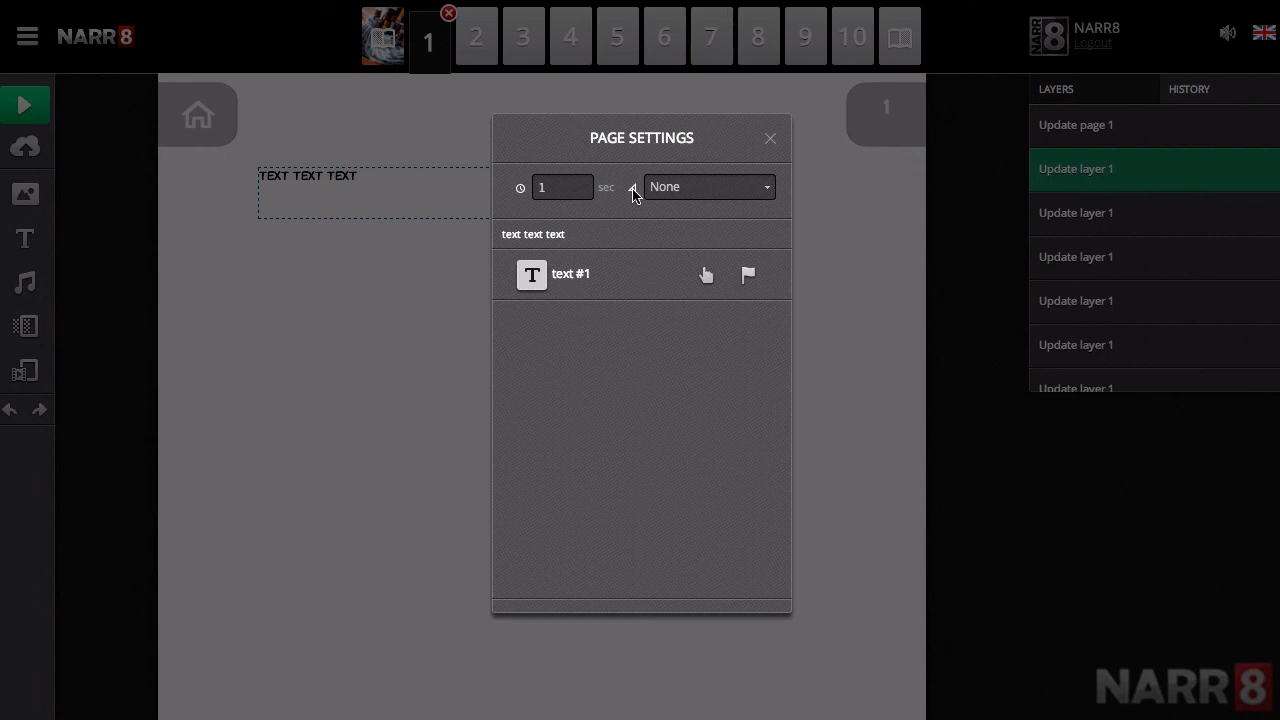 NARR8
1
2
3
4
5
6
7
8
9
10
8
NARR8
Logout
LAYERS
HISTORY
Update page 1
Update layer 1
Update layer 1
Update layer 1
Update layer 1
Update layer 1
Update layer 1
1
TEXT TEXT TEXT
PAGE SETTINGS
1 sec
None
text text text
T text #1
T
NARR8